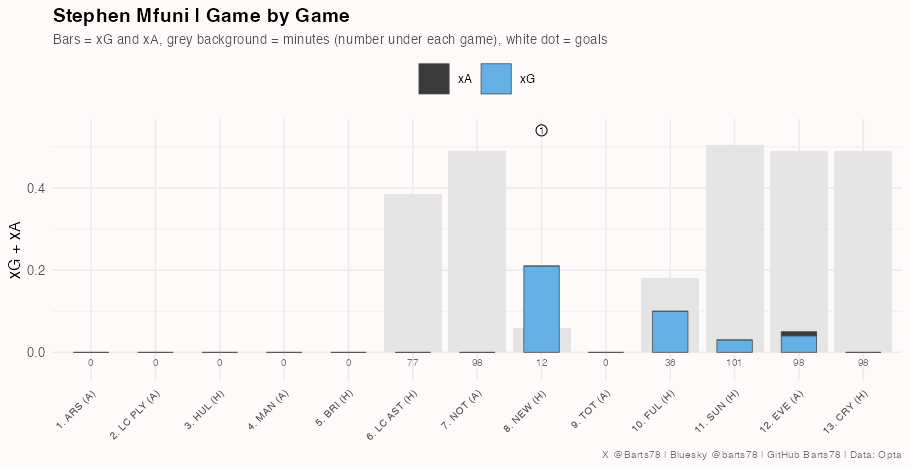 Stephen Mfuni | Game by Game
Bars = xG and xA, grey background = minutes (number under each game), white dot = goals
xA xG
1
xG + xA
0.4
0.2
0.0
0 0 0 0 0 77 98 12 0 36 101 98 98
1. ARS (A)
2. LC PLY (A)
3. HUL (H)
4. MAN (A)
5. BRI (H)
6. LC AST (H)
7. NOT (A)
8. NEW (H)
9. TOT (A)
10. FUL (H)
11. SUN (H)
12. EVE (A)
13. CRY (H)
X @Barts78 | Bluesky @barts78 | GitHub Barts78 | Data: Opta